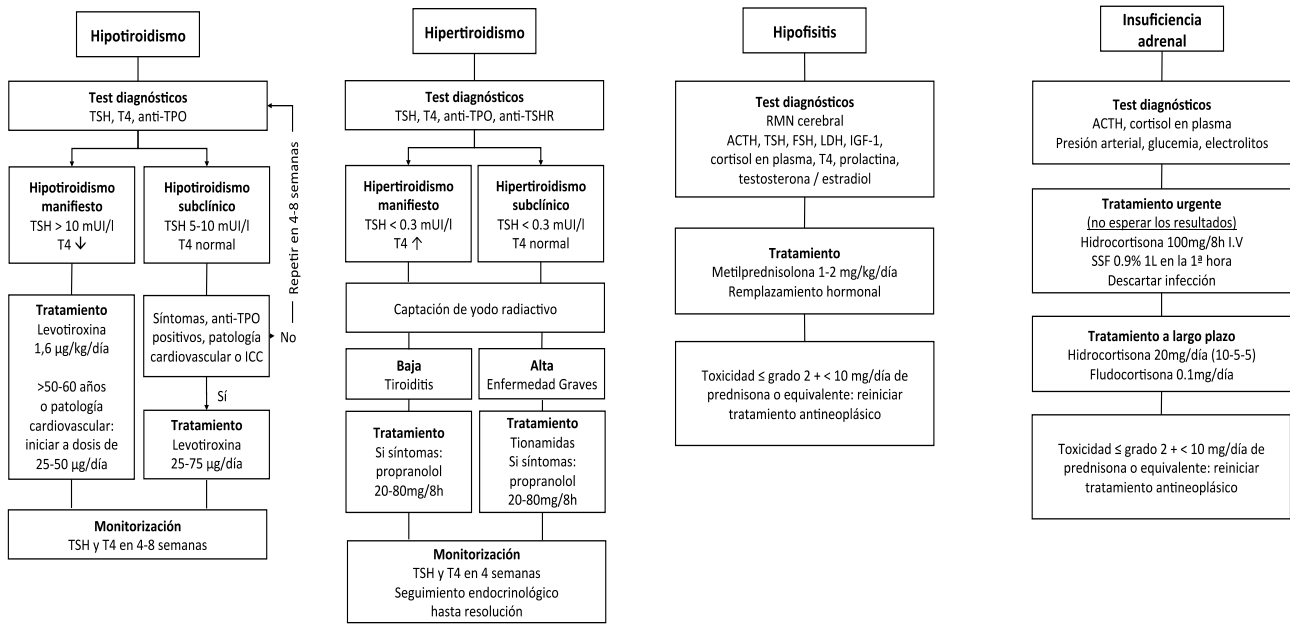 Hipotiroidismo
Test diagnósticos
TSH, T4, anti-TPO
Hipotiroidismo
manifiesto
TSH > 10 mUI/l
T4 ↓
Hipotiroidismo
subclínico
TSH 5-10 mUI/l
T4 normal
Repetir en 4-8 semanas
Tratamiento
Levotiroxina
1,6 µg/kg/día
>50-60 años
o patología
cardiovascular:
iniciar a dosis de
25-50 µg/día
Síntomas, anti-TPO
positivos, patología
cardiovascular o ICC
No
Sí
Tratamiento
Levotiroxina
25-75 µg/día
Monitorización
TSH y T4 en 4-8 semanas
Hipertiroidismo
Test diagnósticos
TSH, T4, anti-TPO, anti-TSHR
Hipertiroidismo
manifiesto
TSH < 0.3 mUI/l
T4 ↑
Hipertiroidismo
subclínico
TSH < 0.3 mUI/l
T4 normal
Captación de yodo radiactivo
Baja
Tiroiditis
Alta
Enfermedad Graves
Tratamiento
Si síntomas:
propranolol
20-80mg/8h
Tratamiento
Tionamidas
Si síntomas:
propranolol
20-80mg/8h
Monitorización
TSH y T4 en 4 semanas
Seguimiento endocrinológico
hasta resolución
Hipofisitis
Test diagnósticos
RMN cerebral
ACTH, TSH, FSH, LDH, IGF-1,
cortisol en plasma, T4, prolactina,
testosterona / estradiol
Tratamiento
Metilprednisolona 1-2 mg/kg/día
Remplazamiento hormonal
Toxicidad ≤ grado 2 + < 10 mg/día de
prednisona o equivalente: reiniciar
tratamiento antineoplásico
Insuficiencia
adrenal
Test diagnósticos
ACTH, cortisol en plasma
Presión arterial, glucemia, electrolitos
Tratamiento urgente
(no esperar los resultados)
Hidrocortisona 100mg/8h I.V
SSF 0.9% 1L en la 1ª hora
Descartar infección
Tratamiento a largo plazo
Hidrocortisona 20mg/día (10-5-5)
Fludocortisona 0.1mg/día
Toxicidad ≤ grado 2 + < 10 mg/día de
prednisona o equivalente: reiniciar
tratamiento antineoplásico